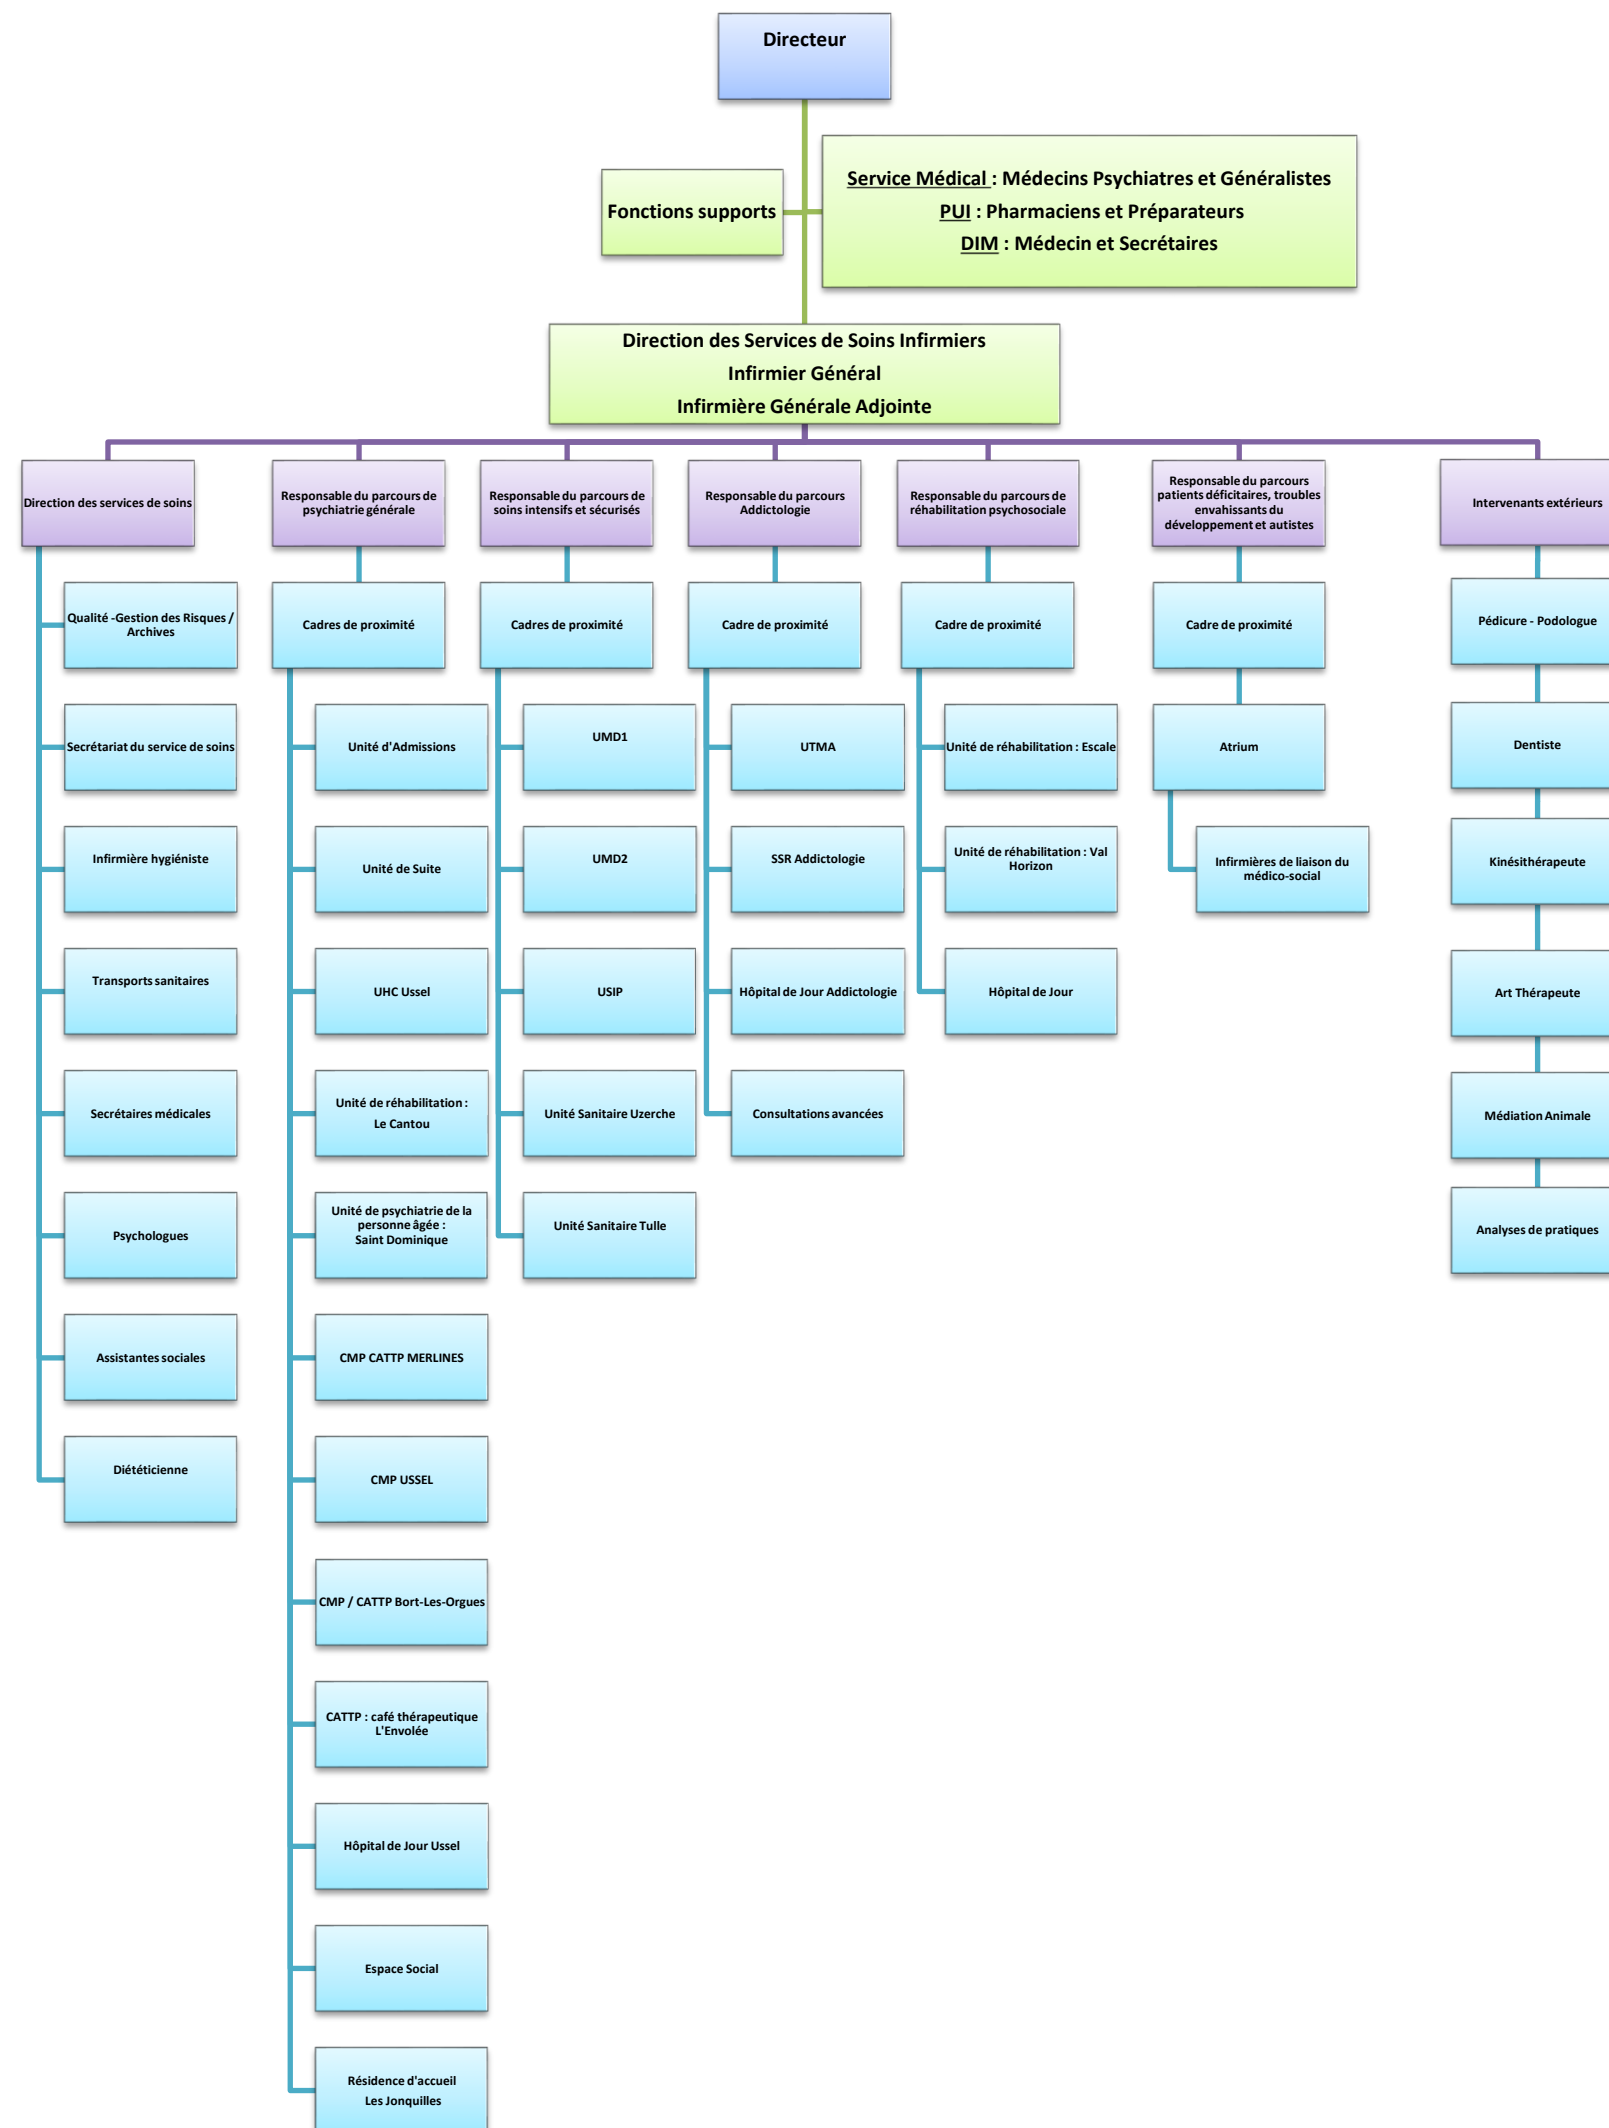 Directeur
Fonctions supports
Service Médical : Médecins Psychiatres et Généralistes
PUI : Pharmaciens et Préparateurs
DIM : Médecin et Secrétaires
Direction des Services de Soins Infirmiers
Infirmier Général
Infirmière Générale Adjointe
Direction des services de soins
Qualité -Gestion des Risques /
Archives
Secrétariat du service de soins
Infirmière hygiéniste
Transports sanitaires
Secrétaires médicales
Psychologues
Assistantes sociales
Diététicienne
Responsable du parcours de
psychiatrie générale
Cadres de proximité
Unité d'Admissions
Unité de Suite
UHC Ussel
Unité de réhabilitation :
Le Cantou
Unité de psychiatrie de la
personne âgée :
Saint Dominique
CMP CATTP MERLINES
CMP USSEL
CMP / CATTP Bort-Les-Orgues
CATTP : café thérapeutique
L'Envolée
Hôpital de Jour Ussel
Espace Social
Résidence d'accueil
Les Jonquilles
Responsable du parcours de
soins intensifs et sécurisés
Cadres de proximité
UMD1
UMD2
USIP
Unité Sanitaire Uzerche
Unité Sanitaire Tulle
Responsable du parcours
Addictologie
Cadre de proximité
UTMA
SSR Addictologie
Hôpital de Jour Addictologie
Consultations avancées
Responsable du parcours de
réhabilitation psychosociale
Cadre de proximité
Unité de réhabilitation : Escale
Unité de réhabilitation : Val
Horizon
Hôpital de Jour
Responsable du parcours
patients déficitaires, troubles
envahissants du
développement et autistes
Cadre de proximité
Atrium
Infirmières de liaison du
médico-social
Intervenants extérieurs
Pédicure - Podologue
Dentiste
Kinésithérapeute
Art Thérapeute
Médiation Animale
Analyses de pratiques